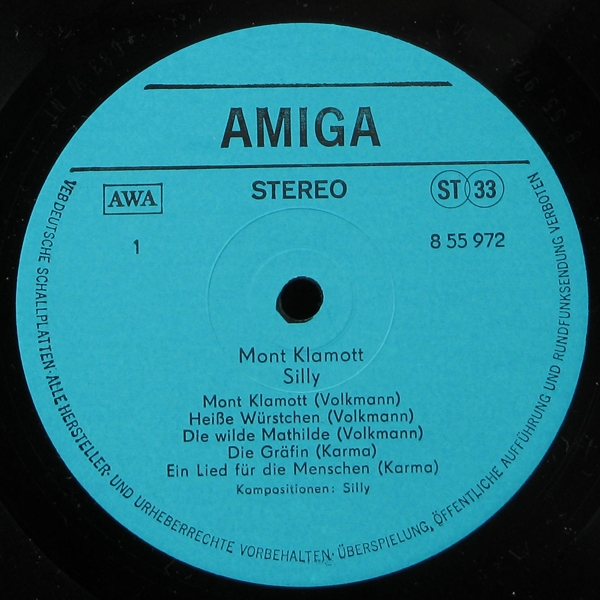 AMIGA
AWA
STEREO
ST 33
1
8 55 972
Mont Klamott
Silly
Mont Klamott (Volkmann)
Heiße Würstchen (Volkmann)
DIe wilde Mathilde (Volkmann)
Die Gräfin (Karma)
Ein Lied für die Menschen (Karma)
Kompositionen: Silly
VEB DEUTSCHE SCHALLPLATTEN · ALLE HERSTELLER- UND URHEBERRECHTE VORBEHALTEN · ÜBERSPIELUNG, ÖFFENTLICHE AUFFÜHRUNG UND RUNDFUNKSENDUNG VERBOTEN